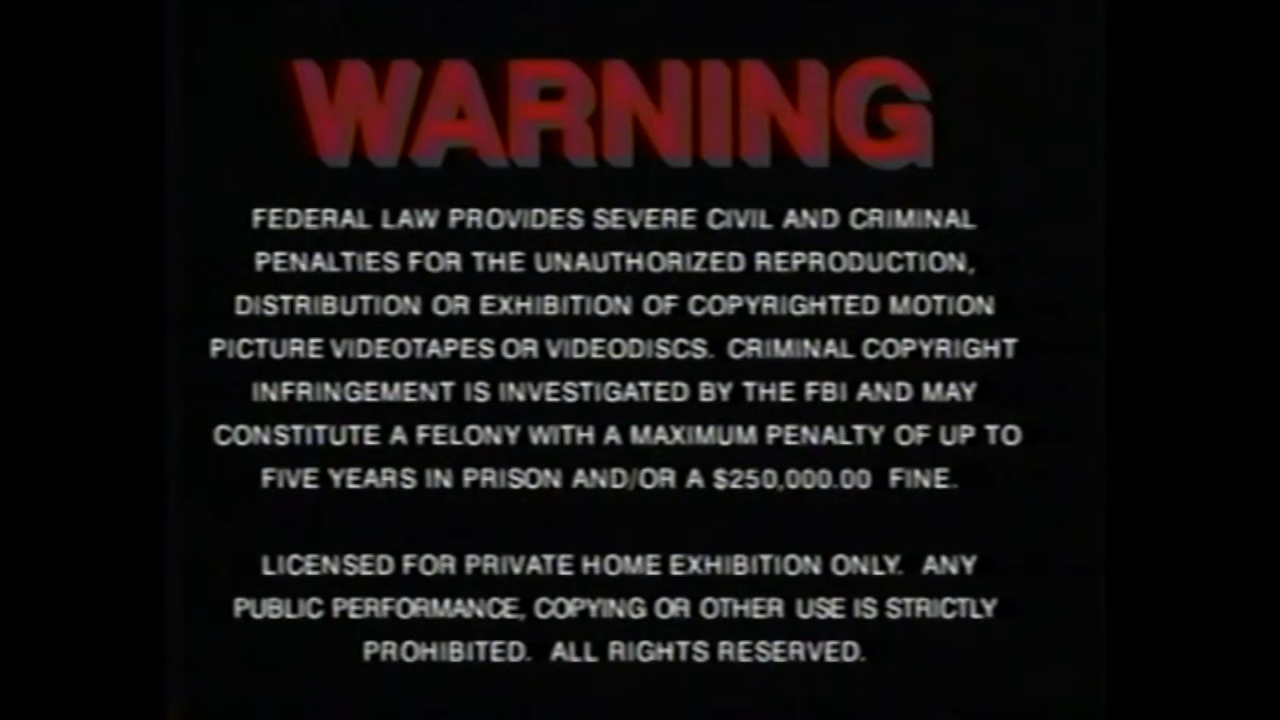 WARNING
FEDERAL LAW PROVIDES SEVERE CIVIL AND CRIMINAL
PENALTIES FOR THE UNAUTHORIZED REPRODUCTION,
DISTRIBUTION OR EXHIBITION OF COPYRIGHTED MOTION
PICTURE VIDEOTAPES OR VIDEODISCS. CRIMINAL COPYRIGHT
INFRINGEMENT IS INVESTIGATED BY THE FBI AND MAY
CONSTITUTE A FELONY WITH A MAXIMUM PENALTY OF UP TO
FIVE YEARS IN PRISON AND/OR A $250,000.00 FINE.
LICENSED FOR PRIVATE HOME EXHIBITION ONLY. ANY
PUBLIC PERFORMANCE, COPYING OR OTHER USE IS STRICTLY
PROHIBITED. ALL RIGHTS RESERVED.